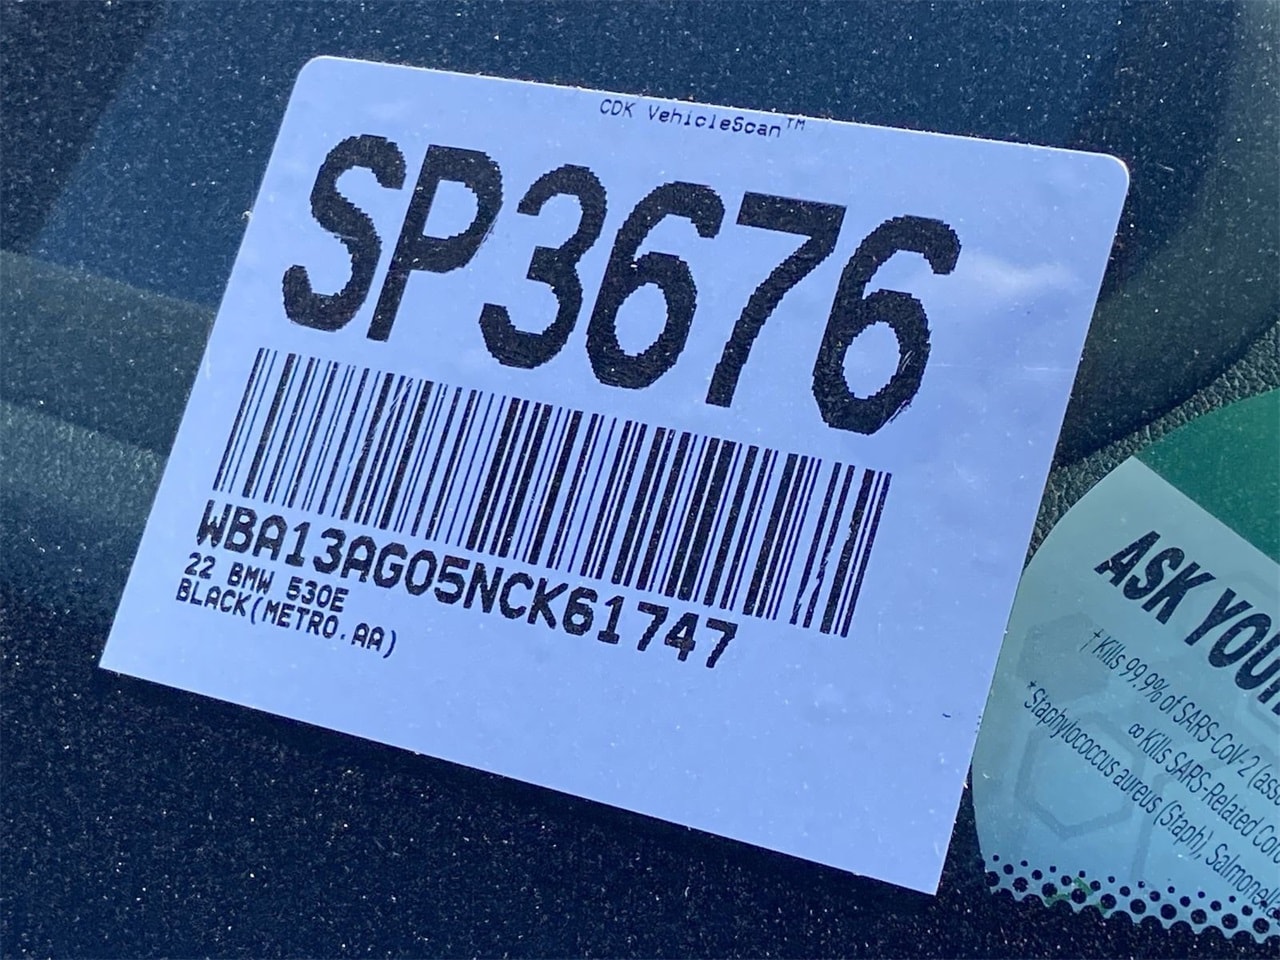 CDK VehicleScan™
SP3676
WBA13AG05NCK61747
22 BMW 530E
BLACK(METRO.AA)
ASK YOUR
† Kills 99.9% of SARS-CoV-2
∞ Kills SARS-Related
* Staphylococcus aureus (Staph), Salmonella